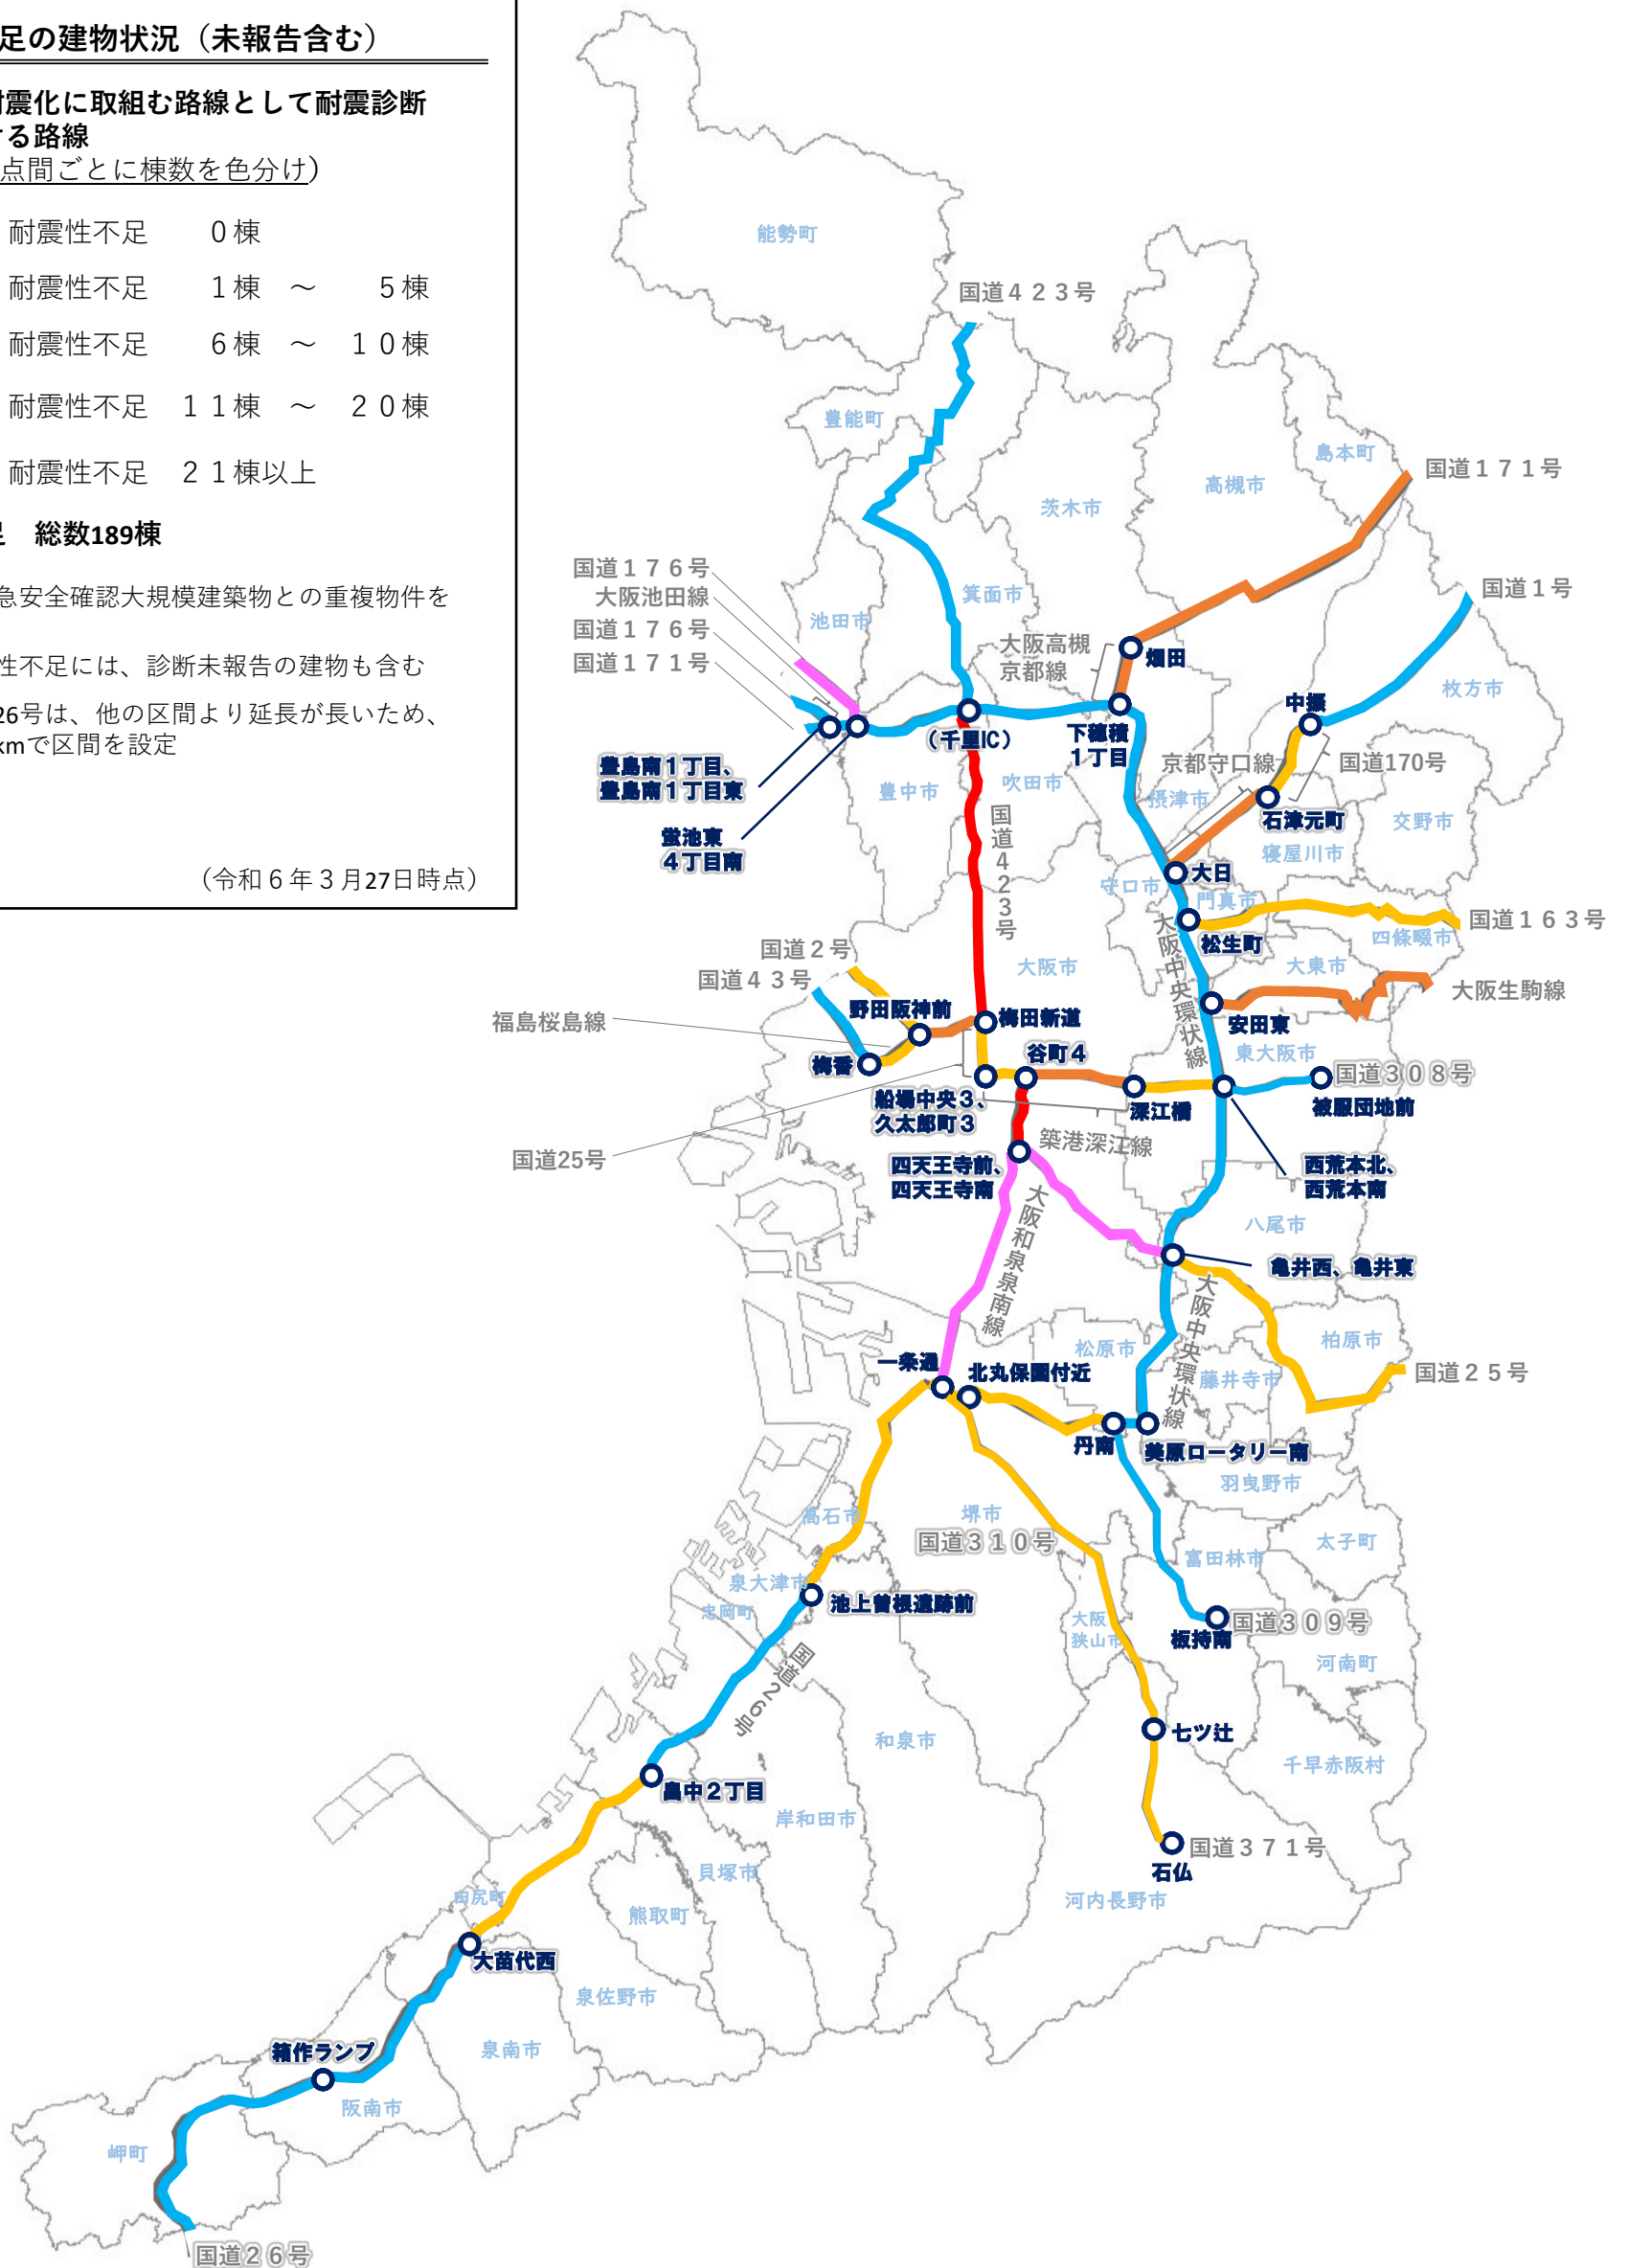 足の建物状況（未報告含む）
耐震化に取組む路線として耐震診断
ける路線
点間ごとに棟数を色分け）
耐震性不足　　０棟
耐震性不足　　１棟　～　　５棟
耐震性不足　　６棟　～　１０棟
耐震性不足　１１棟　～　２０棟
耐震性不足　２１棟以上
足　総数189棟
急安全確認大規模建築物との重複物件を
性不足には、診断未報告の建物も含む
26号は、他の区間より延長が長いため、
kmで区間を設定
（令和６年３月27日時点）
能勢町
国道４２３号
豊能町
島本町
高槻市
国道１７１号
茨木市
国道１７６号
大阪池田線
国道１７６号
国道１７１号
池田市
箕面市
国道１号
大阪高槻
京都線
畑田
枚方市
中振
（千里IC）
下穂積
１丁目
京都守口線
国道170号
豊島南１丁目、
豊島南１丁目東
豊中市
吹田市
摂津市
石津元町
交野市
蛍池東
４丁目南
国道４２３号
寝屋川市
守口市
大日
門真市
松生町
国道１６３号
四條畷市
大阪中央環状線
国道２号
国道４３号
大阪市
大東市
大阪生駒線
野田阪神前
梅田新道
安田東
福島桜島線
谷町４
東大阪市
梅香
国道３０８号
船場中央３、
久太郎町３
深江橋
被服団地前
築港深江線
国道25号
四天王寺前、
四天王寺南
西荒本北、
西荒本南
大阪和泉泉南線
八尾市
亀井西、亀井東
大阪中央環状線
松原市
柏原市
一条通
北丸保園付近
藤井寺市
国道２５号
丹南
美原ロータリー南
羽曳野市
高石市
堺市
国道３１０号
太子町
富田林市
泉大津市
池上曽根遺跡前
忠岡町
大阪
狭山市
板持南
国道３０９号
国道２６号
河南町
和泉市
七ツ辻
千早赤阪村
畠中２丁目
岸和田市
国道３７１号
石仏
貝塚市
河内長野市
田尻町
熊取町
大苗代西
泉佐野市
箱作ランプ
泉南市
阪南市
岬町
国道２６号